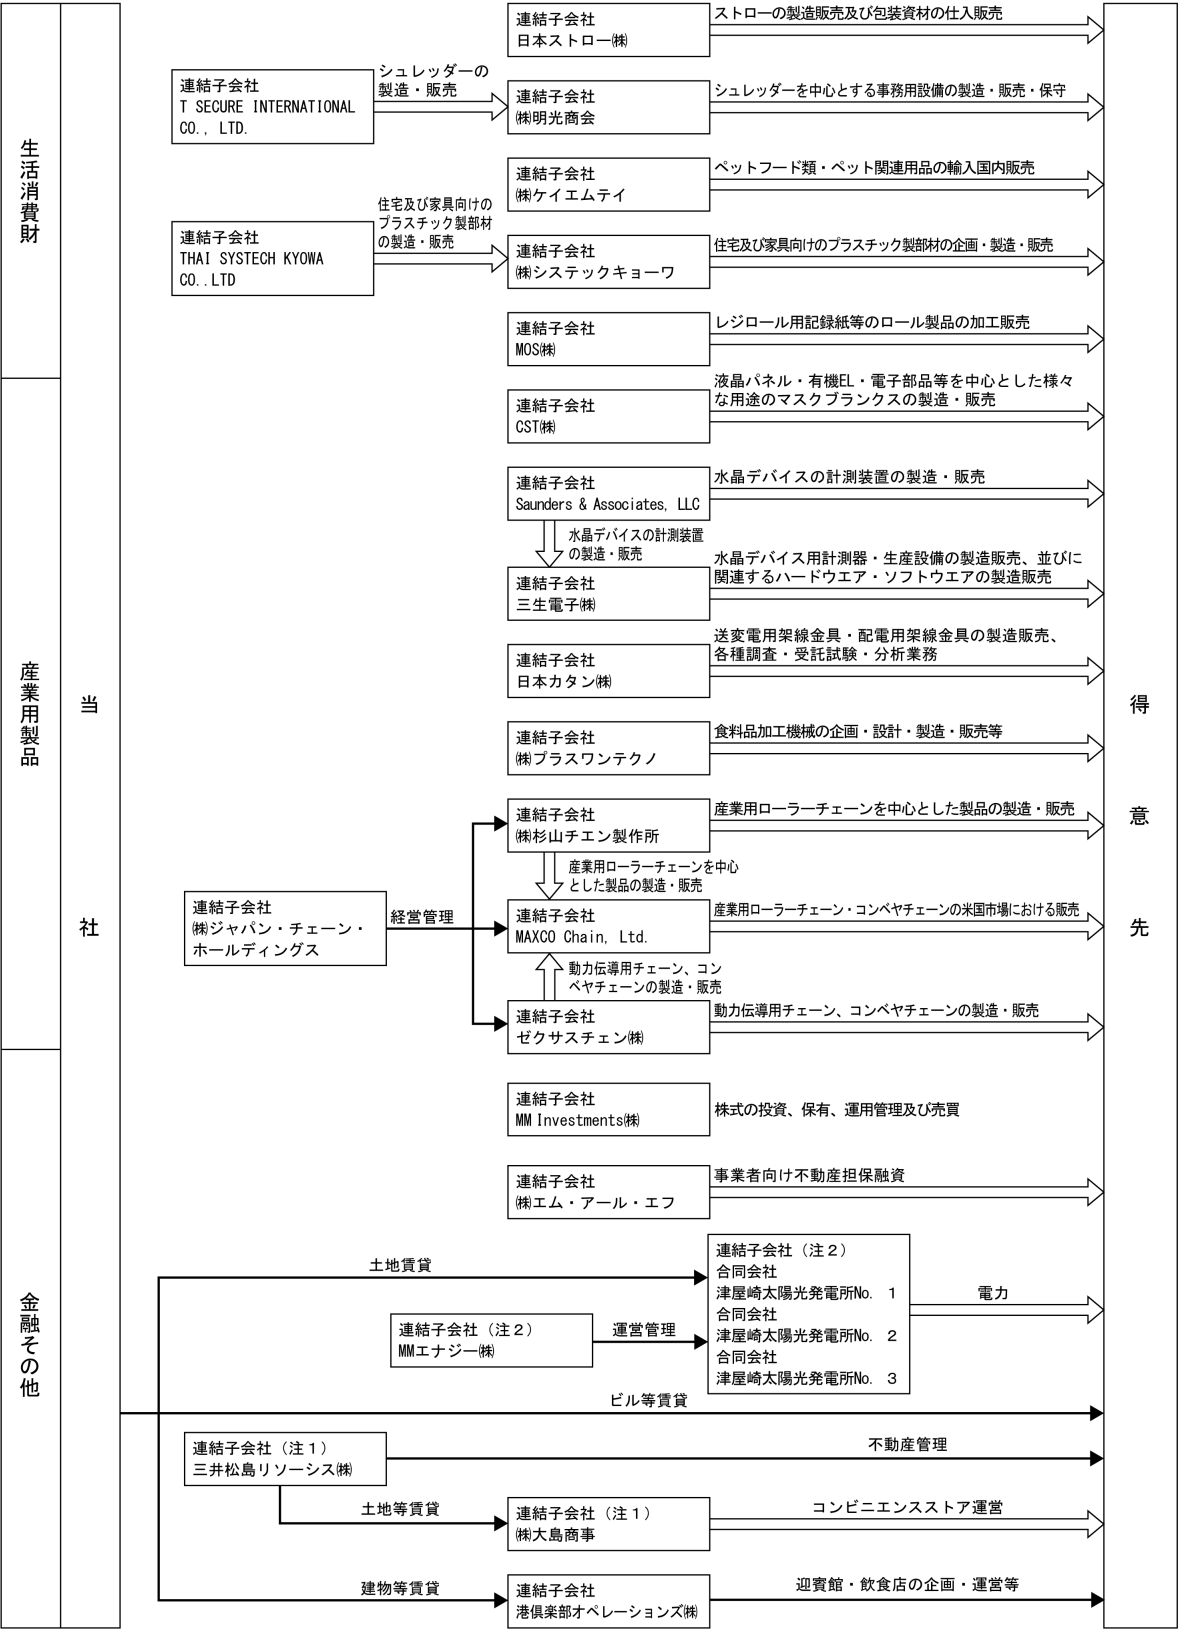 生活消費財
産業用製品
金融その他
当社
得意先
連結子会社
日本ストロー㈱
ストローの製造販売及び包装資材の仕入販売
連結子会社
T SECURE INTERNATIONAL
CO., LTD.
シュレッダーの
製造・販売
連結子会社
㈱明光商会
シュレッダーを中心とする事務用設備の製造・販売・保守
連結子会社
㈱ケイエムテイ
ペットフード類・ペット関連用品の輸入国内販売
連結子会社
THAI SYSTECH KYOWA
CO..LTD
住宅及び家具向けの
プラスチック製部材
の製造・販売
連結子会社
㈱システックキョーワ
住宅及び家具向けのプラスチック製部材の企画・製造・販売
連結子会社
MOS㈱
レジロール用記録紙等のロール製品の加工販売
連結子会社
CST㈱
液晶パネル・有機EL・電子部品等を中心とした様々
な用途のマスクブランクスの製造・販売
連結子会社
Saunders & Associates, LLC
水晶デバイスの計測装置の製造・販売
水晶デバイスの計測装置
の製造・販売
連結子会社
三生電子㈱
水晶デバイス用計測器・生産設備の製造販売、並びに
関連するハードウエア・ソフトウエアの製造販売
連結子会社
日本カタン㈱
送変電用架線金具・配電用架線金具の製造販売、
各種調査・受託試験・分析業務
連結子会社
㈱プラスワンテクノ
食料品加工機械の企画・設計・製造・販売等
連結子会社
㈱杉山チエン製作所
産業用ローラーチェーンを中心とした製品の製造・販売
産業用ローラーチェーンを中心
とした製品の製造・販売
連結子会社
㈱ジャパン・チェーン・
ホールディングス
経営管理
連結子会社
MAXCO Chain, Ltd.
産業用ローラーチェーン・コンベヤチェーンの米国市場における販売
動力伝導用チェーン、コン
ベヤチェーンの製造・販売
連結子会社
ゼクサスチェン㈱
動力伝導用チェーン、コンベヤチェーンの製造・販売
連結子会社
MM Investments㈱
株式の投資、保有、運用管理及び売買
連結子会社
㈱エム・アール・エフ
事業者向け不動産担保融資
土地賃貸
連結子会社（注２）
合同会社
津屋崎太陽光発電所No. 1
合同会社
津屋崎太陽光発電所No. 2
合同会社
津屋崎太陽光発電所No. 3
電力
連結子会社（注２）
MMエナジー㈱
運営管理
ビル等賃貸
連結子会社（注１）
三井松島リソーシス㈱
不動産管理
土地等賃貸
連結子会社（注１）
㈱大島商事
コンビニエンスストア運営
建物等賃貸
連結子会社
港倶楽部オペレーションズ㈱
迎賓館・飲食店の企画・運営等